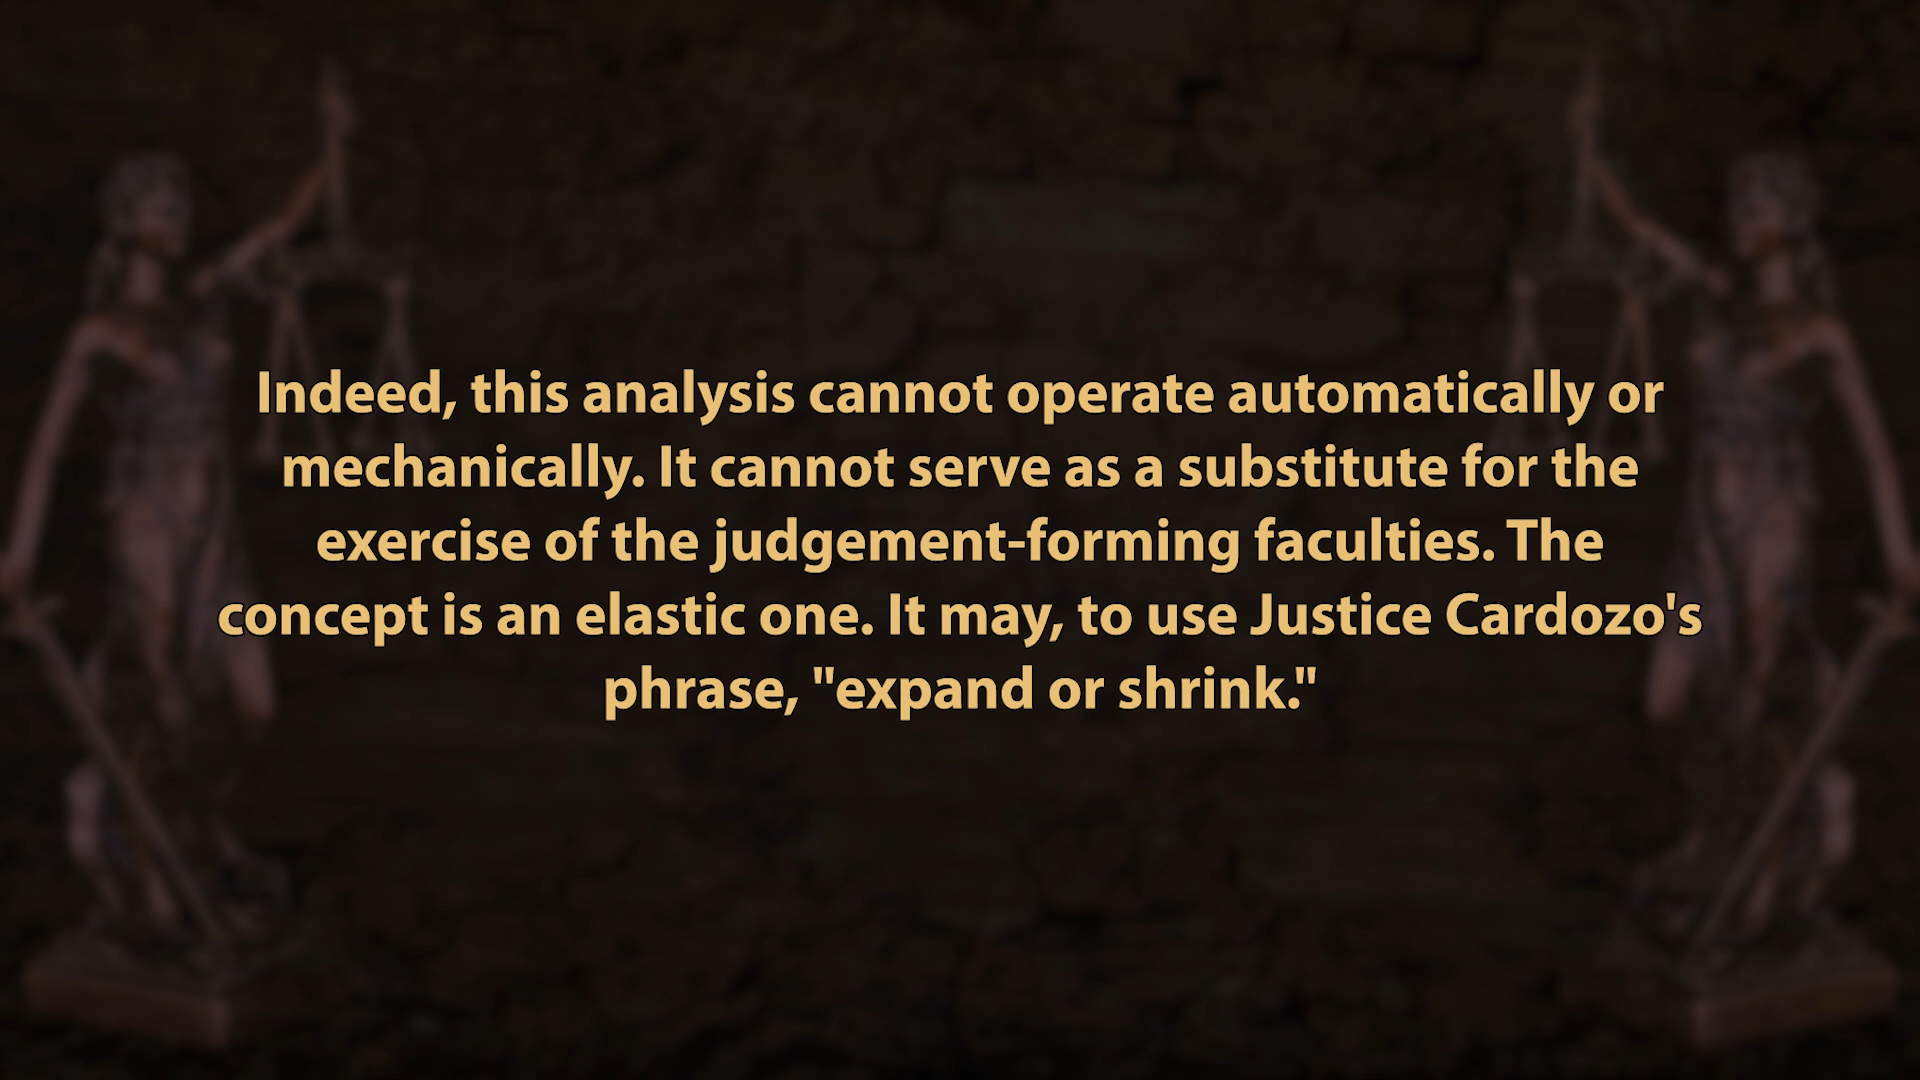 Indeed, this analysis cannot operate automatically or
mechanically. It cannot serve as a substitute for the
exercise of the judgement-forming faculties. The
concept is an elastic one. It may, to use Justice Cardozo's
phrase, "expand or shrink."